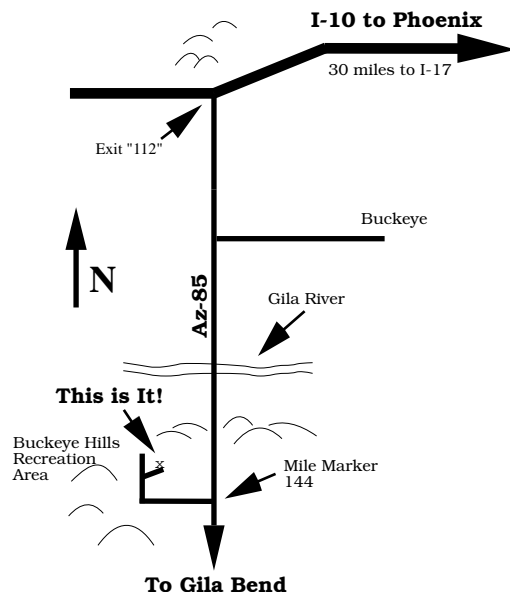 I-10 to Phoenix
30 miles to I-17
Exit "112"
Buckeye
N
Az-85
Gila River
This is It!
Buckeye Hills
Recreation
Area
x
Mile Marker
144
To Gila Bend